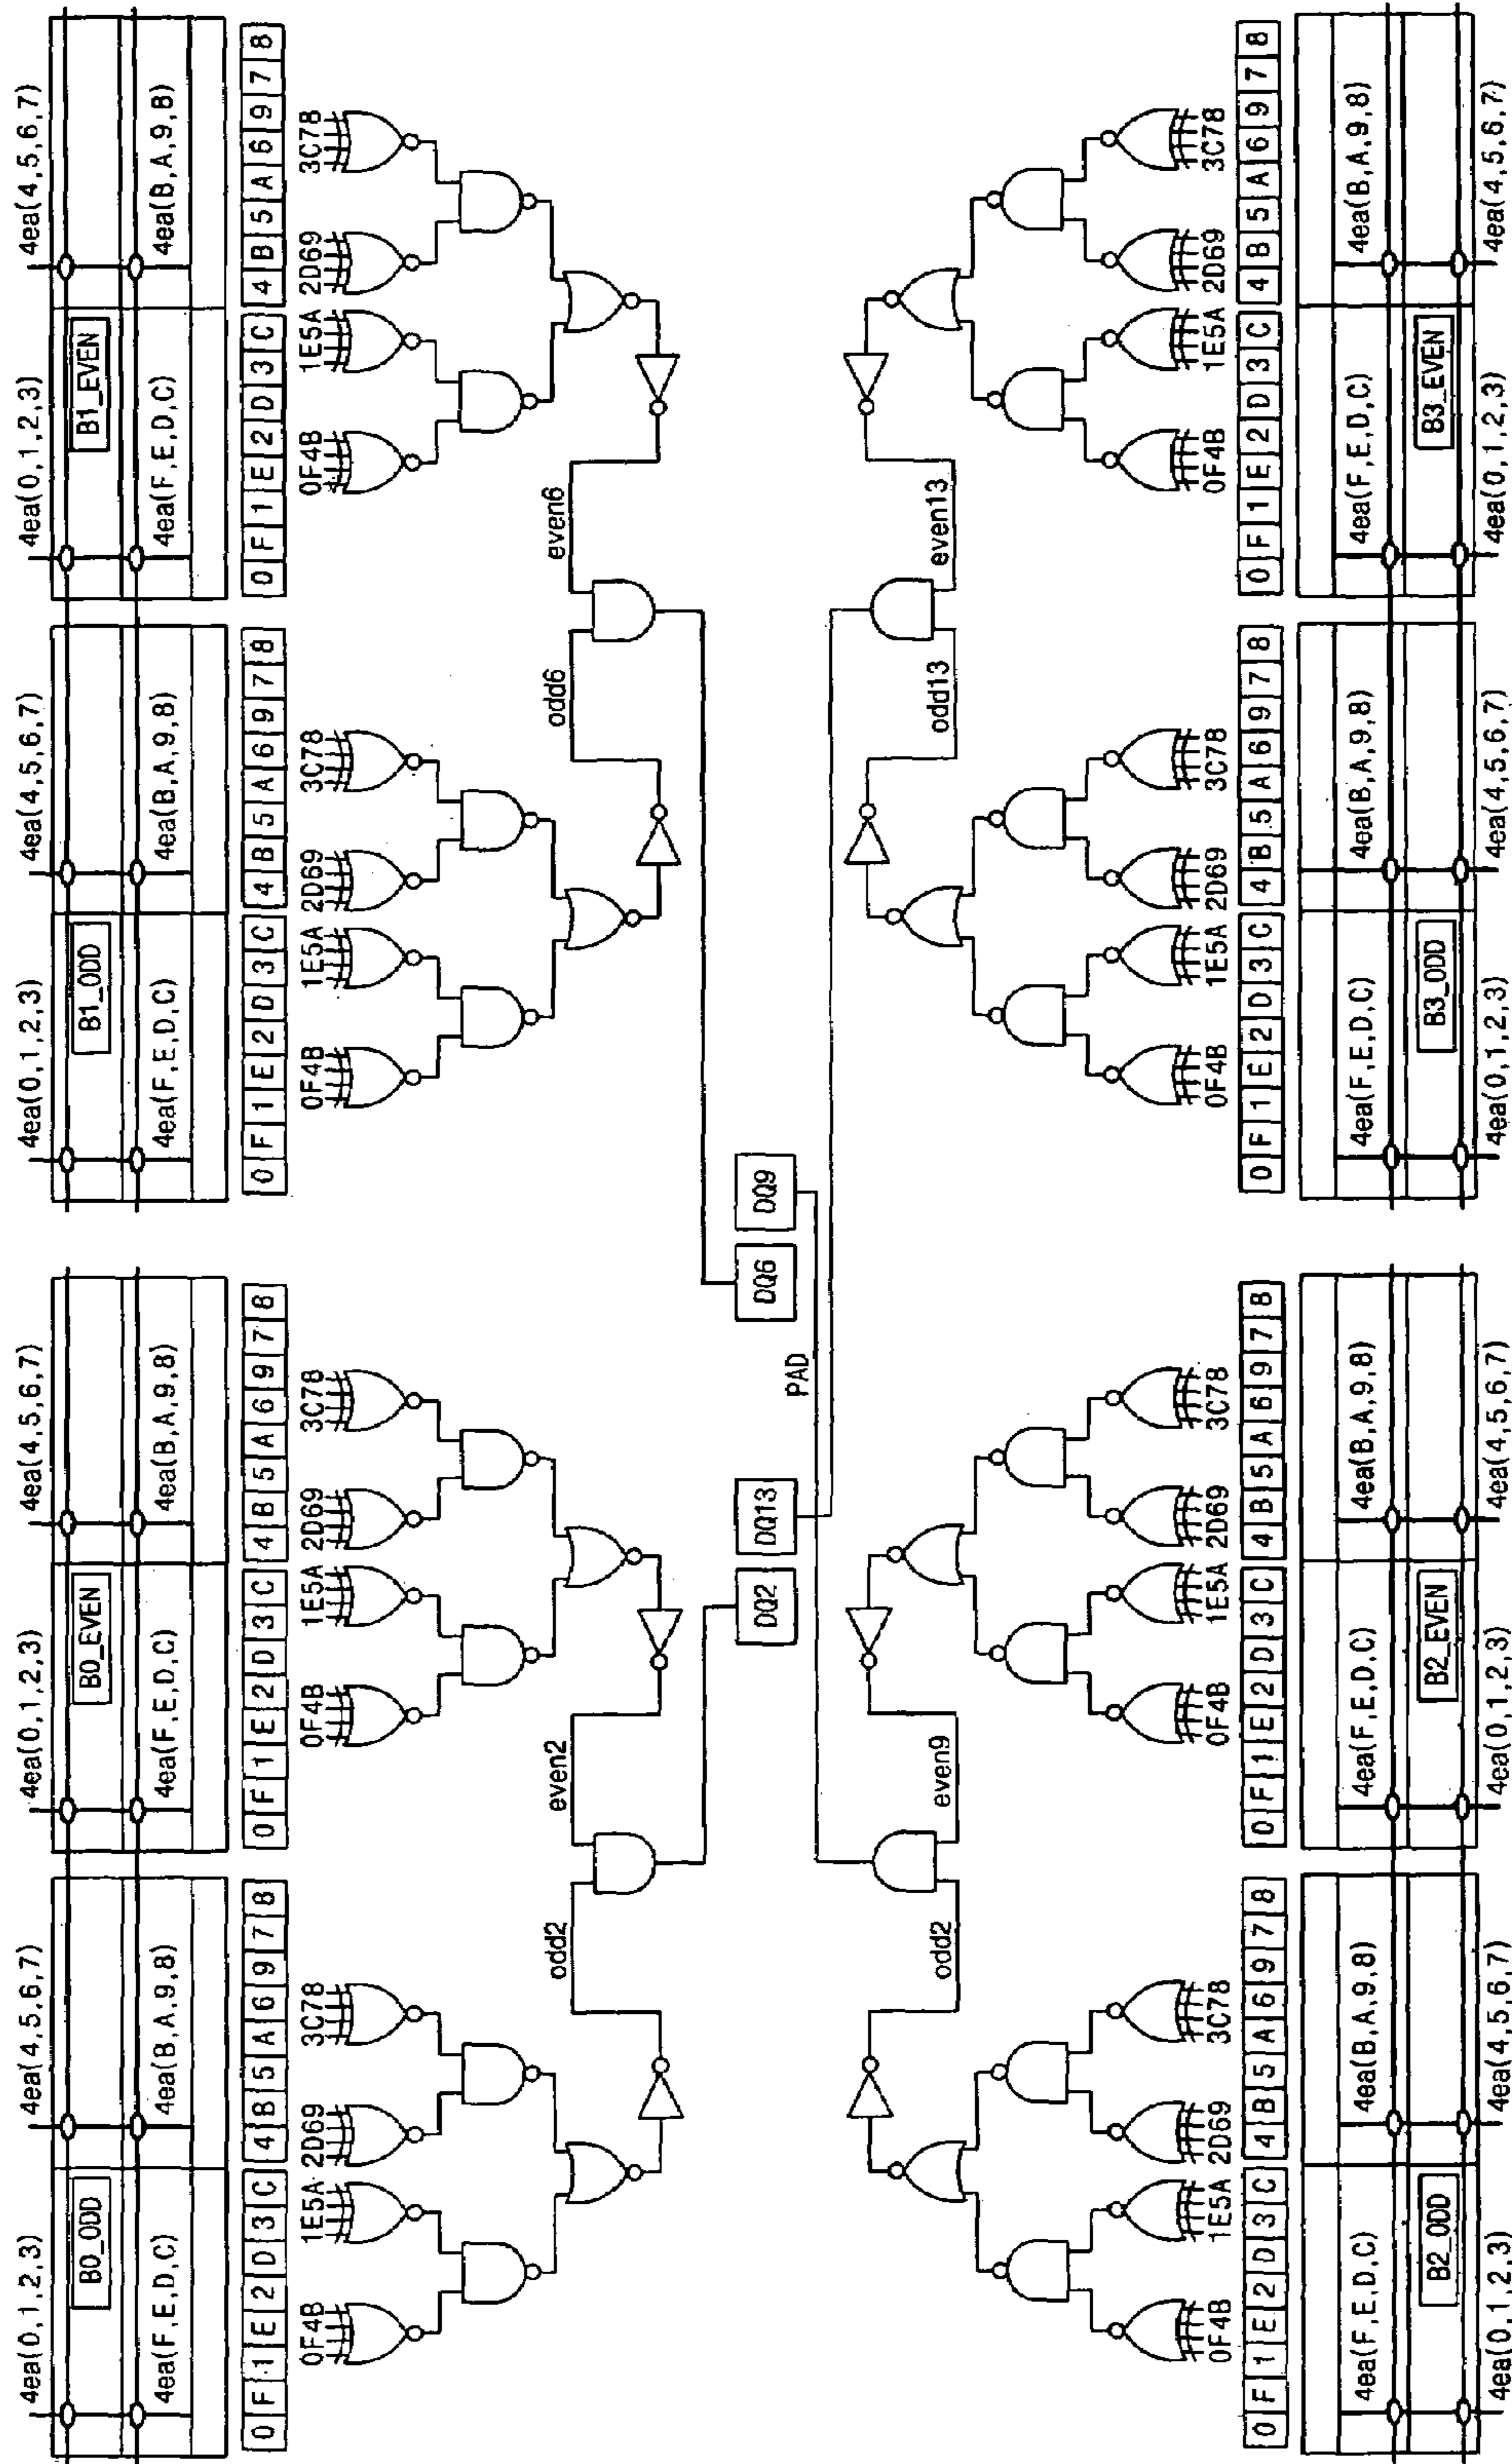 4ea(0,1,2,3) 4ea(4,5,6,7) 4ea(0,1,2,3) 4ea(4,5,6,7) 4ea(0,1,2,3) 4ea(4,5,6,7) 4ea(0,1,2,3) 4ea(4,5,6,7)
B0_ODD B0_EVEN B1_ODD B1_EVEN
4ea(F,E,D,C) 4ea(B,A,9,8) 4ea(F,E,D,C) 4ea(B,A,9,8) 4ea(F,E,D,C) 4ea(B,A,9,8) 4ea(F,E,D,C) 4ea(B,A,9,8)
0 F 1 E 2 D 3 C 4 B 5 A 6 9 7 8 0 F 1 E 2 D 3 C 4 B 5 A 6 9 7 8 0 F 1 E 2 D 3 C 4 B 5 A 6 9 7 8 0 F 1 E 2 D 3 C 4 B 5 A 6 9 7 8
0F4B 1E5A 2D69 3C78 0F4B 1E5A 2D69 3C78 0F4B 1E5A 2D69 3C78 0F4B 1E5A 2D69 3C78
odd2 even2 odd6 even6
DQ2 DQ13 DQ6 DQ9
PAD
odd2 even9 odd13 even13
0F4B 1E5A 2D69 3C78 0F4B 1E5A 2D69 3C78 0F4B 1E5A 2D69 3C78 0F4B 1E5A 2D69 3C78
0 F 1 E 2 D 3 C 4 B 5 A 6 9 7 8 0 F 1 E 2 D 3 C 4 B 5 A 6 9 7 8 0 F 1 E 2 D 3 C 4 B 5 A 6 9 7 8 0 F 1 E 2 D 3 C 4 B 5 A 6 9 7 8
4ea(F,E,D,C) 4ea(B,A,9,8) 4ea(F,E,D,C) 4ea(B,A,9,8) 4ea(F,E,D,C) 4ea(B,A,9,8) 4ea(F,E,D,C) 4ea(B,A,9,8)
B2_ODD B2_EVEN B3_ODD B3_EVEN
4ea(0,1,2,3) 4ea(4,5,6,7) 4ea(0,1,2,3) 4ea(4,5,6,7) 4ea(0,1,2,3) 4ea(4,5,6,7) 4ea(0,1,2,3) 4ea(4,5,6,7)